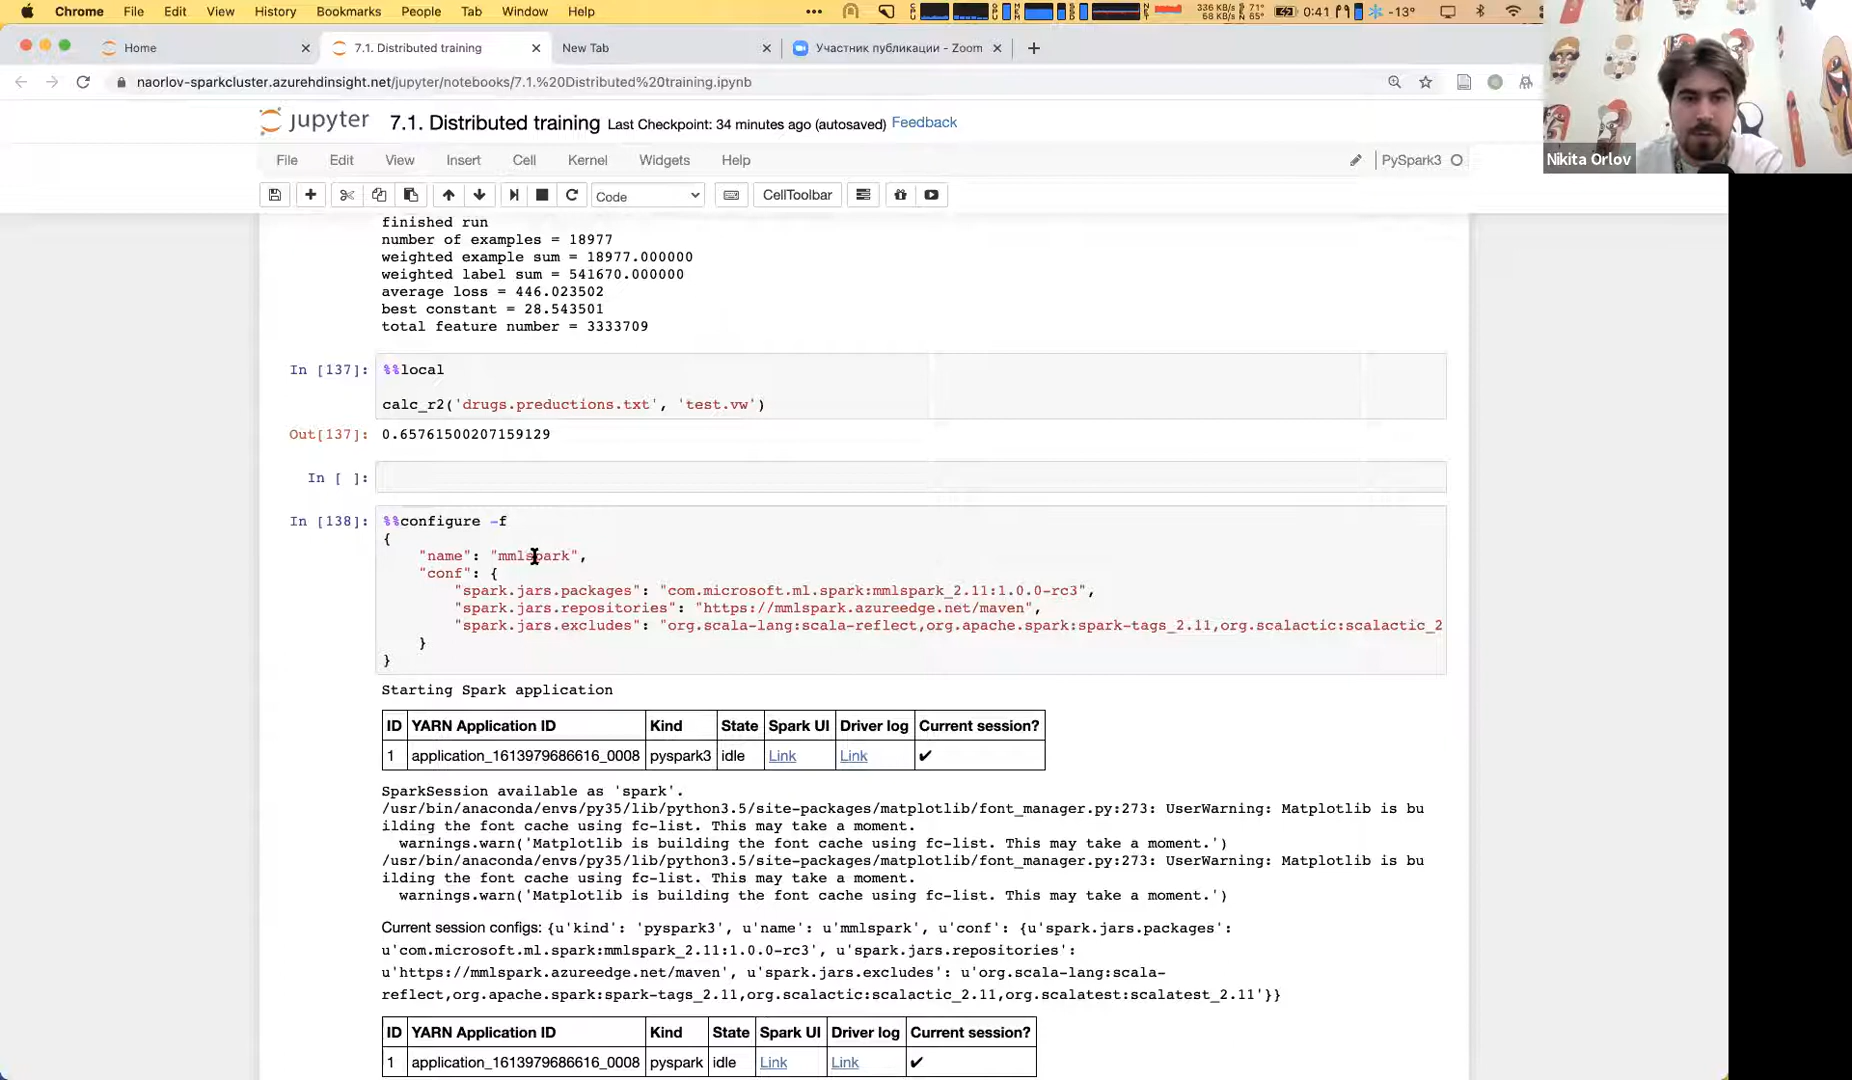 Chrome File Edit View History Bookmarks People Tab Window Help ••• 336 KB/s 68 KB/s 71° 65° 0:41 -13°
Home 7.1. Distributed training New Tab Участник публикации - Zoom
naorlov-sparkcluster.azurehdinsight.net/jupyter/notebooks/7.1.%20Distributed%20training.ipynb
Nikita Orlov
jupyter 7.1. Distributed training Last Checkpoint: 34 minutes ago (autosaved) Feedback
File Edit View Insert Cell Kernel Widgets Help PySpark3
Code CellToolbar
finished run
number of examples = 18977
weighted example sum = 18977.000000
weighted label sum = 541670.000000
average loss = 446.023502
best constant = 28.543501
total feature number = 3333709
In [137]: %%local
calc_r2('drugs.preductions.txt', 'test.vw')
Out[137]: 0.65761500207159129
In [ ]:
In [138]: %%configure -f
{
"name": "mmlspark",
"conf": {
"spark.jars.packages": "com.microsoft.ml.spark:mmlspark_2.11:1.0.0-rc3",
"spark.jars.repositories": "https://mmlspark.azureedge.net/maven",
"spark.jars.excludes": "org.scala-lang:scala-reflect,org.apache.spark:spark-tags_2.11,org.scalactic:scalactic_2
}
}
Starting Spark application
ID YARN Application ID Kind State Spark UI Driver log Current session?
1 application_1613979686616_0008 pyspark3 idle Link Link ✔
SparkSession available as 'spark'.
/usr/bin/anaconda/envs/py35/lib/python3.5/site-packages/matplotlib/font_manager.py:273: UserWarning: Matplotlib is bu
ilding the font cache using fc-list. This may take a moment.
warnings.warn('Matplotlib is building the font cache using fc-list. This may take a moment.')
/usr/bin/anaconda/envs/py35/lib/python3.5/site-packages/matplotlib/font_manager.py:273: UserWarning: Matplotlib is bu
ilding the font cache using fc-list. This may take a moment.
warnings.warn('Matplotlib is building the font cache using fc-list. This may take a moment.')
Current session configs: {u'kind': 'pyspark3', u'name': u'mmlspark', u'conf': {u'spark.jars.packages':
u'com.microsoft.ml.spark:mmlspark_2.11:1.0.0-rc3', u'spark.jars.repositories':
u'https://mmlspark.azureedge.net/maven', u'spark.jars.excludes': u'org.scala-lang:scala-
reflect,org.apache.spark:spark-tags_2.11,org.scalactic:scalactic_2.11,org.scalatest:scalatest_2.11'}}
ID YARN Application ID Kind State Spark UI Driver log Current session?
1 application_1613979686616_0008 pyspark idle Link Link ✔